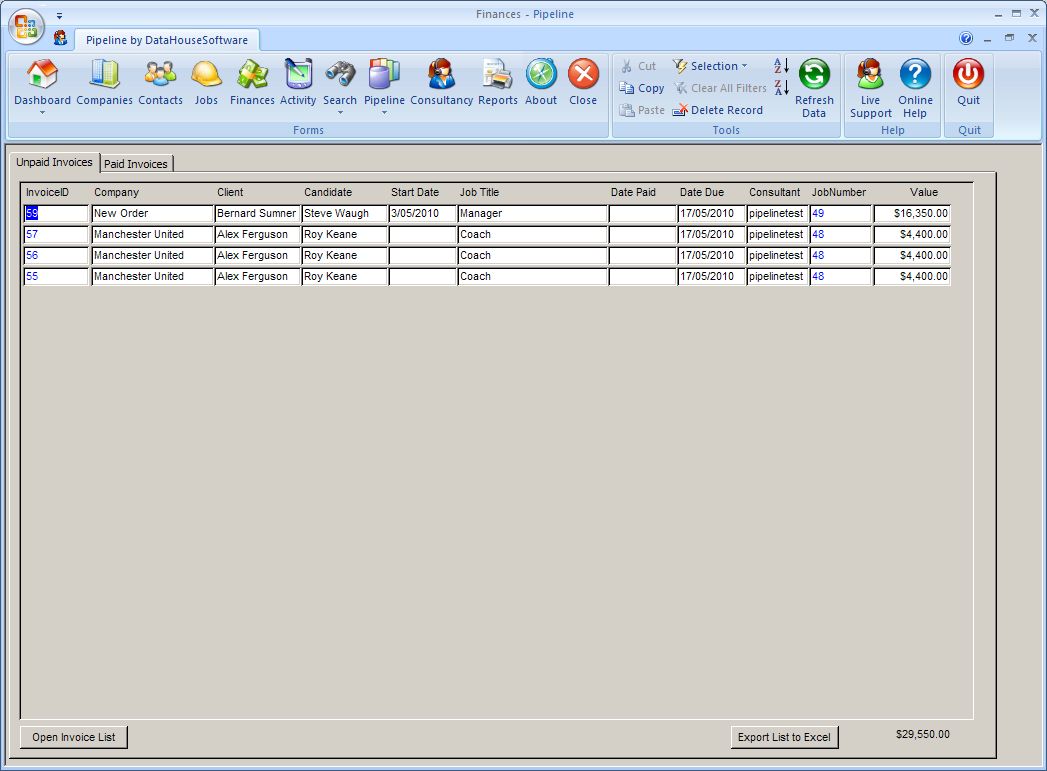 Finances - Pipeline
Pipeline by DataHouseSoftware
Dashboard Companies Contacts Jobs Finances Activity Search Pipeline Consultancy Reports About Close
Forms
Cut Selection
Copy Clear All Filters
Paste Delete Record
Refresh Data
Tools
Live Support Online Help
Help
Quit
Quit
Unpaid Invoices Paid Invoices
InvoiceID Company Client Candidate Start Date Job Title Date Paid Date Due Consultant JobNumber Value
59 New Order Bernard Sumner Steve Waugh 3/05/2010 Manager 17/05/2010 pipelinetest 49 $16,350.00
57 Manchester United Alex Ferguson Roy Keane Coach 17/05/2010 pipelinetest 48 $4,400.00
56 Manchester United Alex Ferguson Roy Keane Coach 17/05/2010 pipelinetest 48 $4,400.00
55 Manchester United Alex Ferguson Roy Keane Coach 17/05/2010 pipelinetest 48 $4,400.00
Open Invoice List Export List to Excel $29,550.00